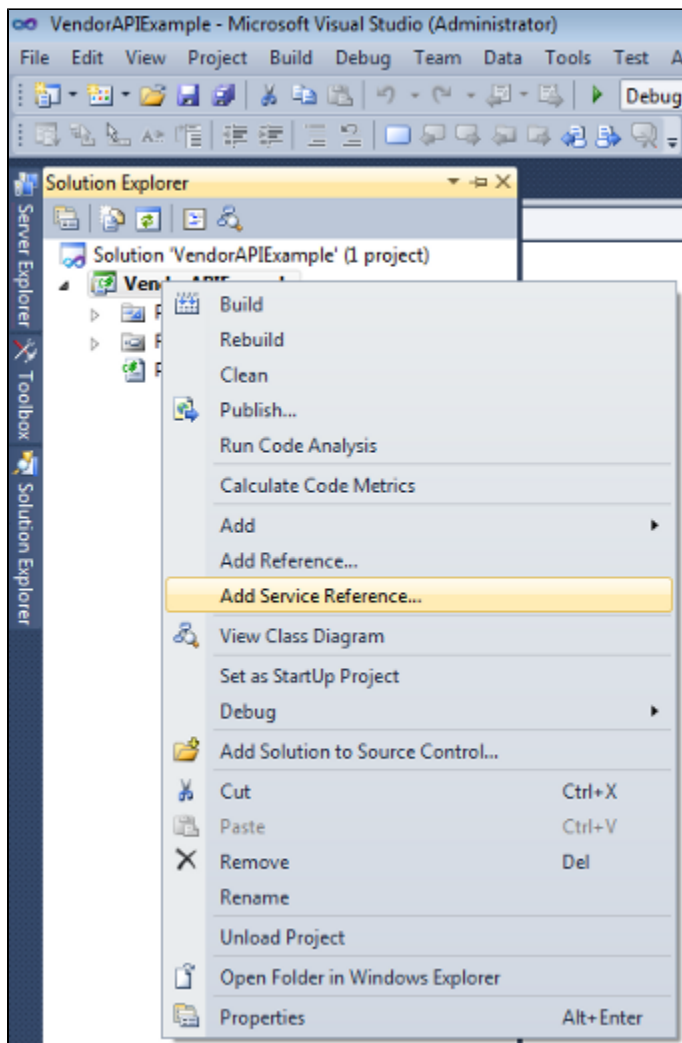 VendorAPIExample - Microsoft Visual Studio (Administrator)
File Edit View Project Build Debug Team Data Tools Test
Debug
Solution Explorer
Server Explorer
Toolbox
Solution Explorer
Solution 'VendorAPIExample' (1 project)
Build
Rebuild
Clean
Publish...
Run Code Analysis
Calculate Code Metrics
Add
Add Reference...
Add Service Reference...
View Class Diagram
Set as StartUp Project
Debug
Add Solution to Source Control...
Cut Ctrl+X
Paste Ctrl+V
Remove Del
Rename
Unload Project
Open Folder in Windows Explorer
Properties Alt+Enter